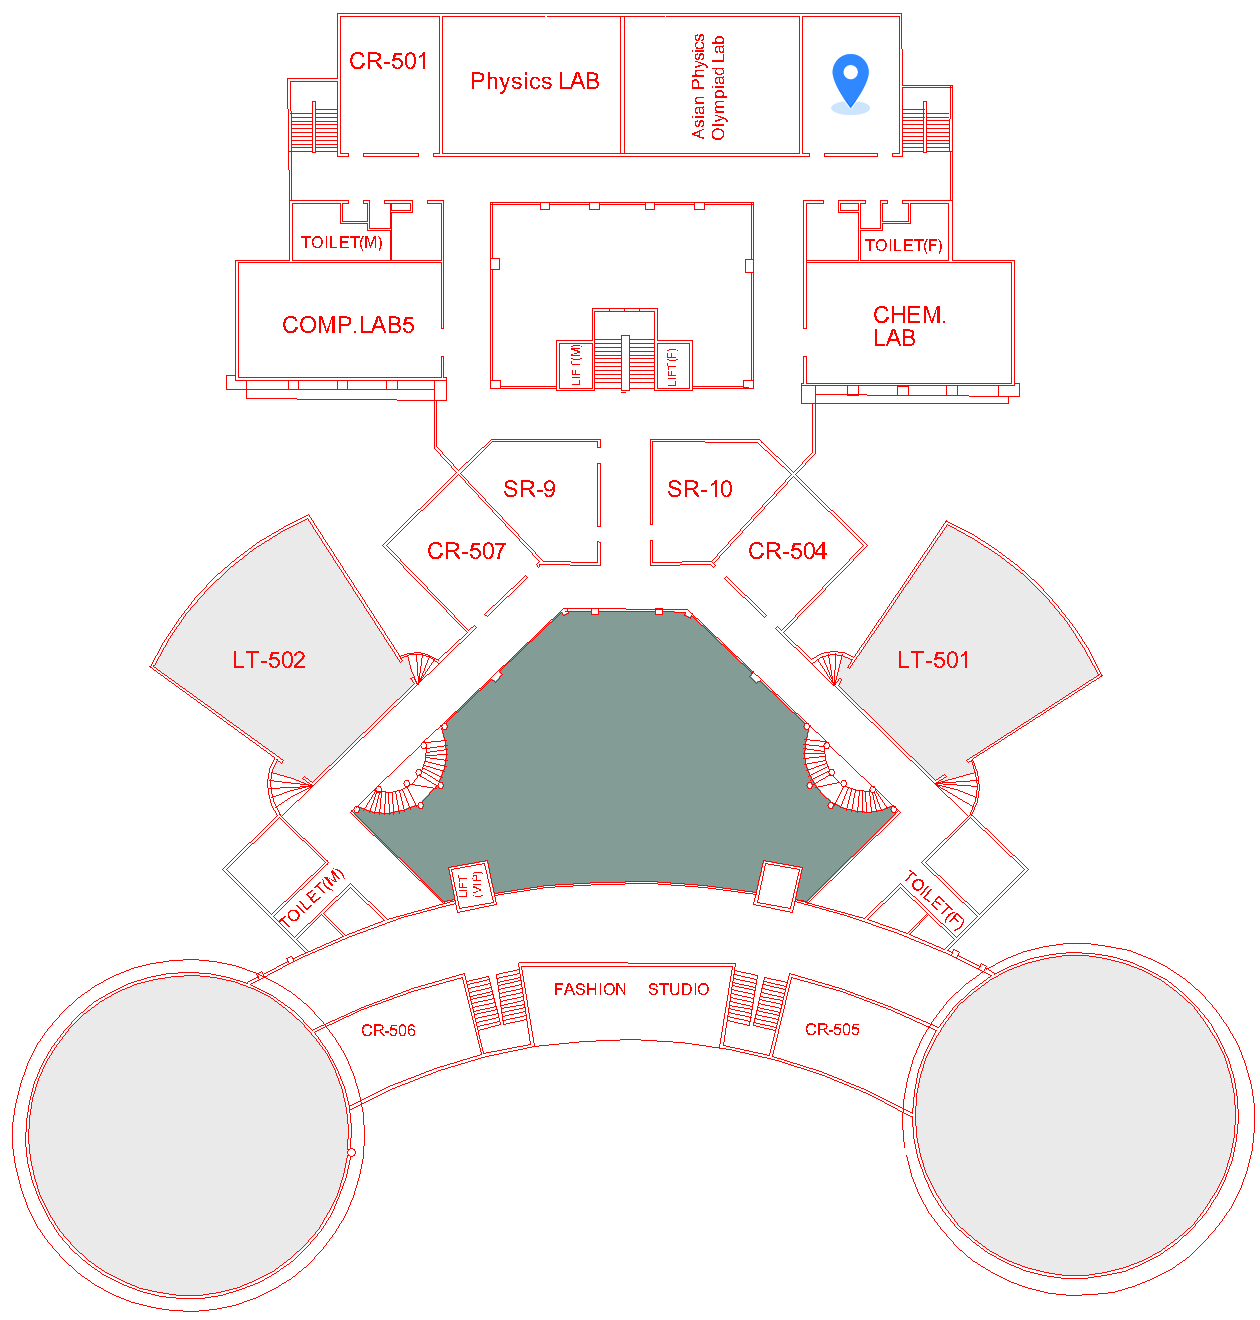 CR-501
Physics LAB
Asian Physics
Olympiad Lab
TOILET(M)
TOILET(F)
COMP.LAB5
CHEM.
LAB
LIFT(M)
LIFT(F)
SR-9
SR-10
CR-507
CR-504
LT-502
LT-501
LIFT
(VIP)
TOILET(M)
TOILET(F)
FASHION STUDIO
CR-506
CR-505